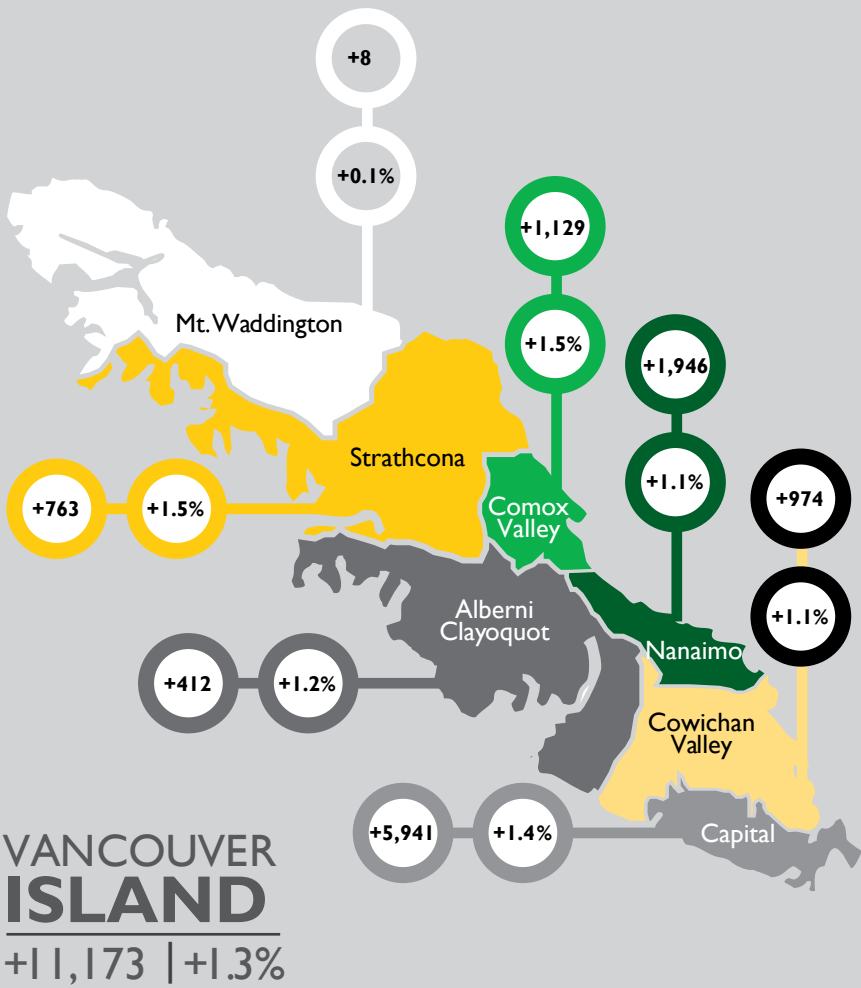 +8
+0.1%
Mt. Waddington
+1,129
+1.5%
+1,946
+1.1%
Strathcona
+763
+1.5%
Comox
Valley
+974
+1.1%
Alberni
Clayoquot
Nanaimo
+412
+1.2%
Cowichan
Valley
+5,941
+1.4%
Capital
VANCOUVER
ISLAND
+11,173 | +1.3%